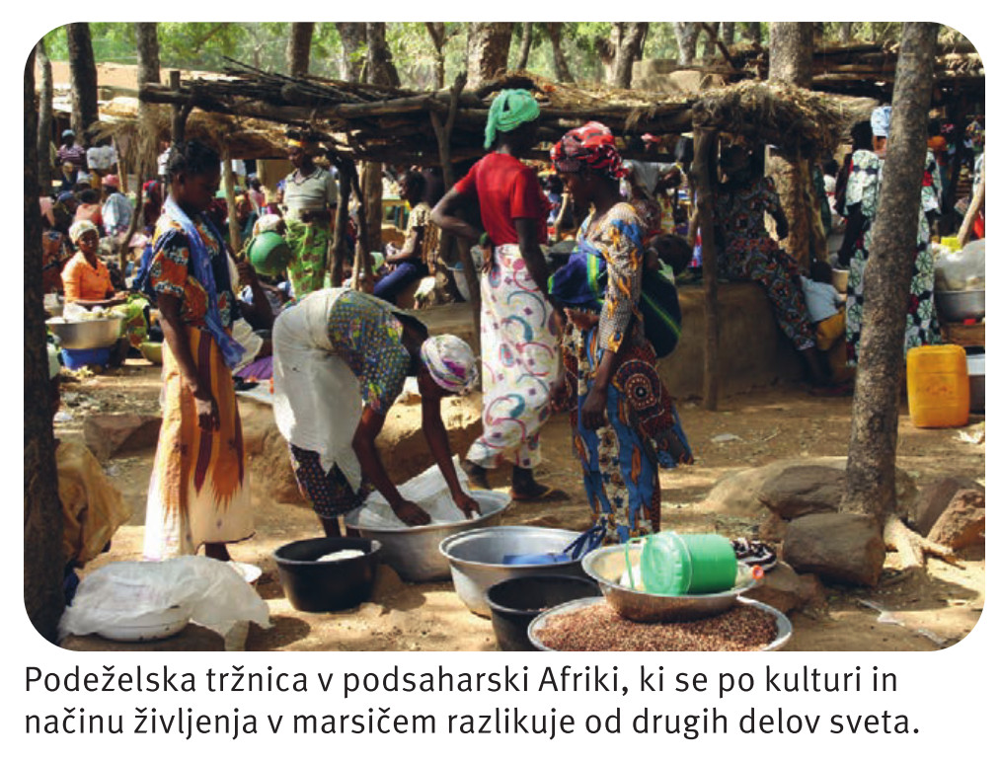 Podeželska tržnica v podsaharski Afriki, ki se po kulturi in
načinu življenja v marsičem razlikuje od drugih delov sveta.